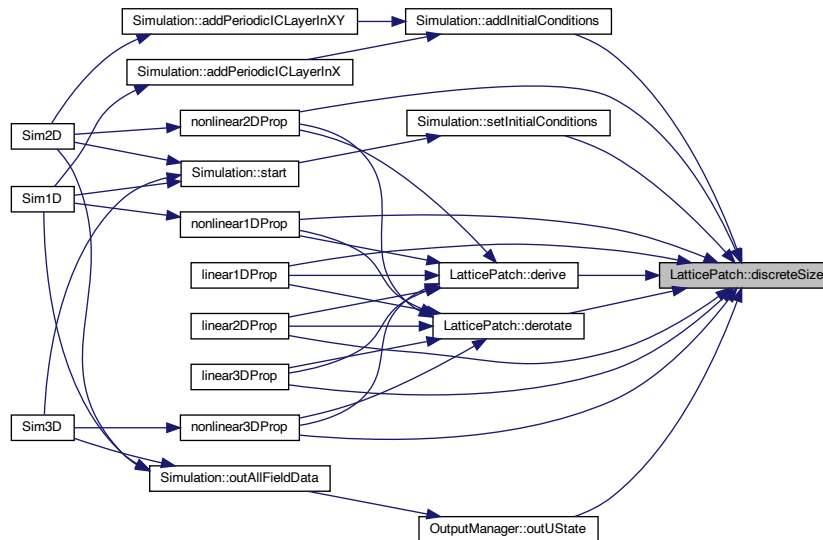 Simulation::addPeriodicICLayerInXY
Simulation::addInitialConditions
Simulation::addPeriodicICLayerInX
nonlinear2DProp
Simulation::setInitialConditions
Sim2D
Simulation::start
Sim1D
nonlinear1DProp
linear1DProp
LatticePatch::derive
LatticePatch::discreteSize
linear2DProp
LatticePatch::derotate
linear3DProp
Sim3D
nonlinear3DProp
Simulation::outAllFieldData
OutputManager::outUState